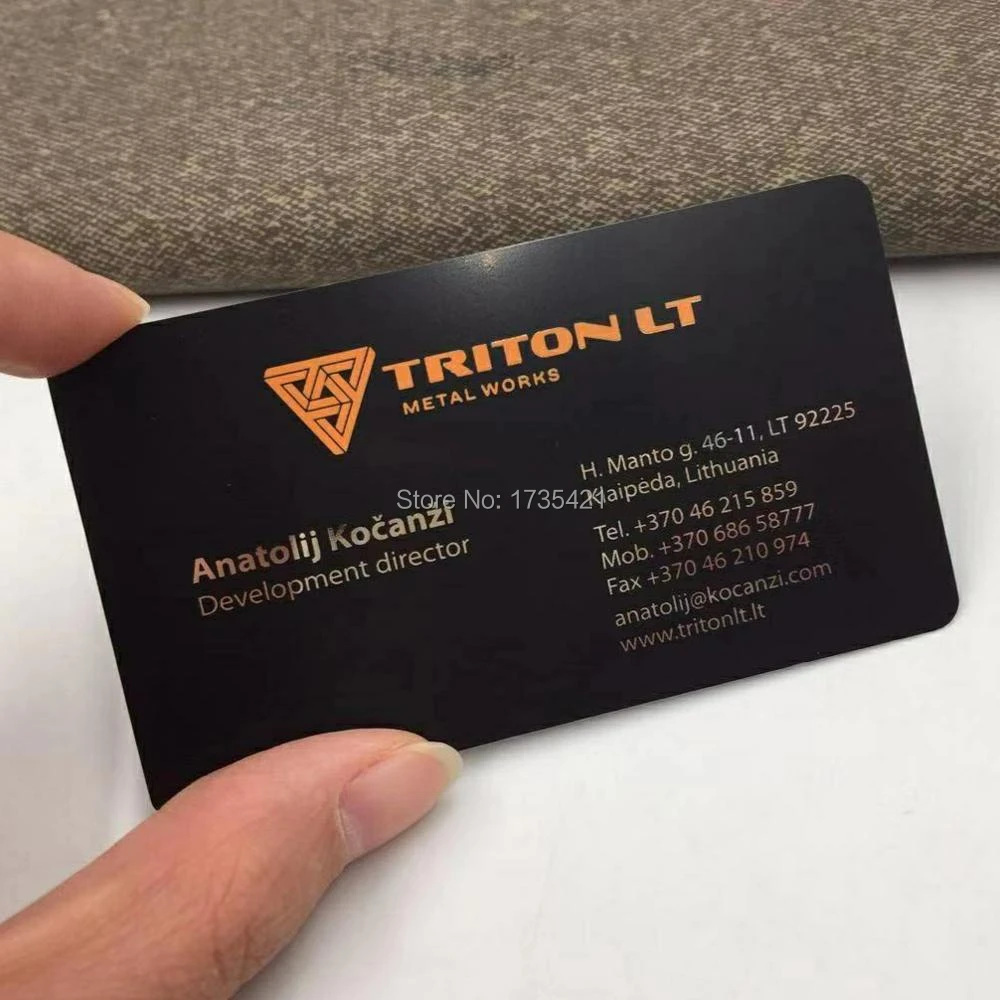 TRITON LT
METAL WORKS
Anatolij Kočanži
Development director
H. Manto g. 46-11, LT 92225
Klaipėda, Lithuania
Tel. +370 46 215 859
Mob. +370 686 58777
Fax +370 46 210 974
anatolij@kocanzi.com
www.tritonlt.lt
Store No: 1735421